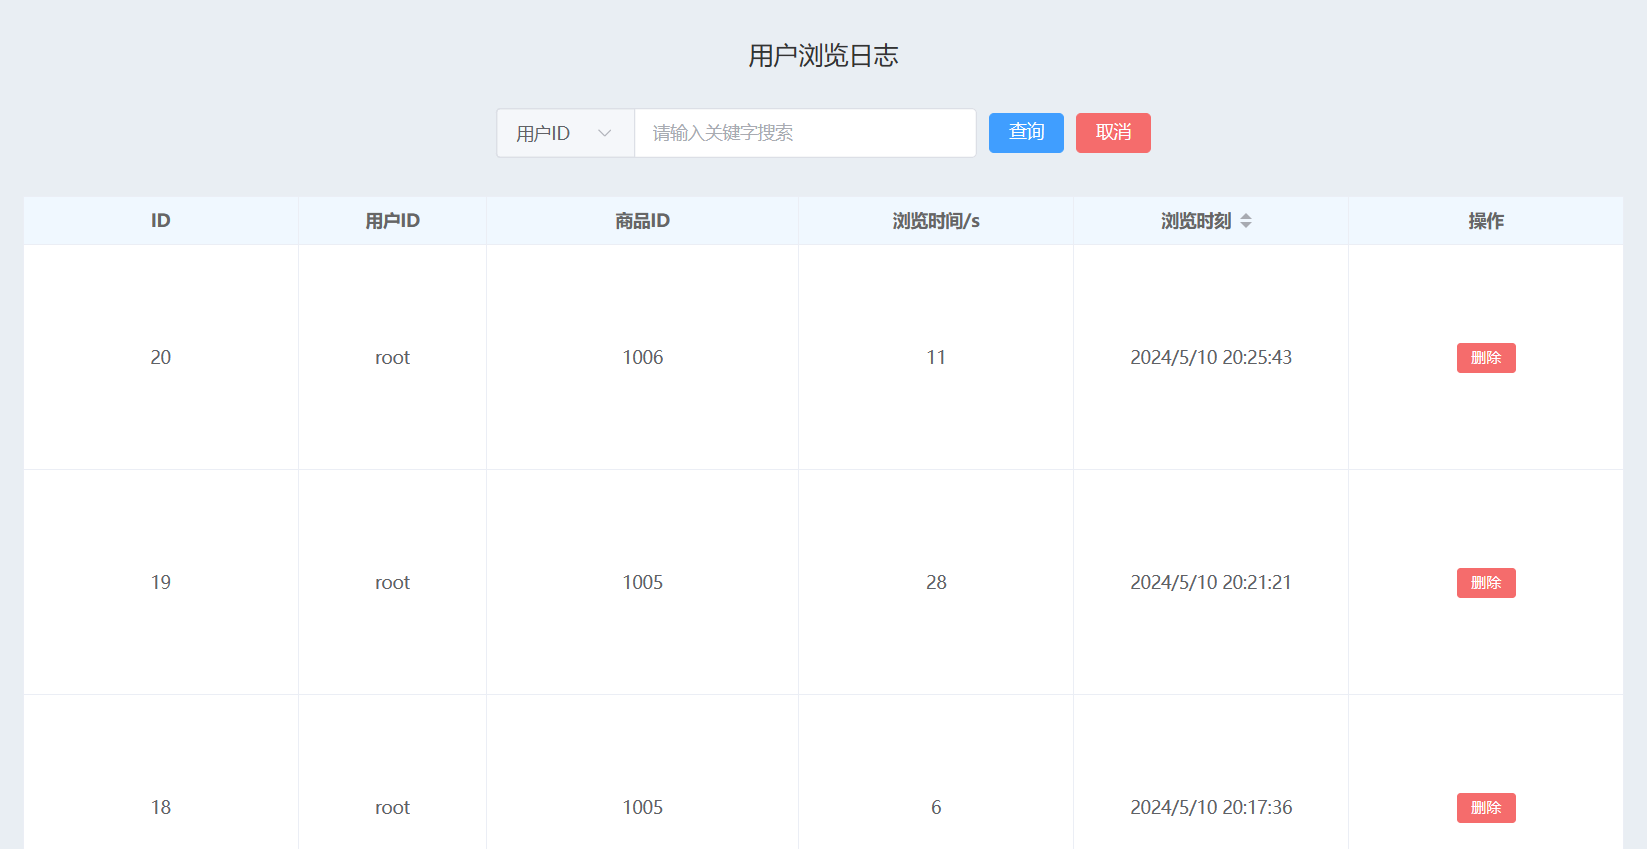 用户浏览日志
用户ID 请输入关键字搜索 查询 取消
ID 用户ID 商品ID 浏览时间/s 浏览时刻 操作
20 root 1006 11 2024/5/10 20:25:43 删除
19 root 1005 28 2024/5/10 20:21:21 删除
18 root 1005 6 2024/5/10 20:17:36 删除